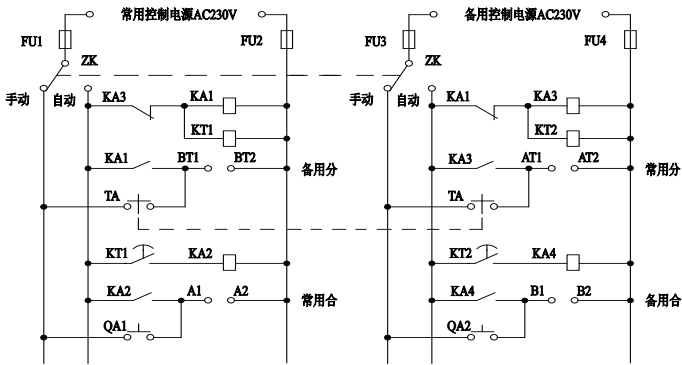 常用控制电源AC230V
备用控制电源AC230V
FU1
FU2
FU3
FU4
ZK
ZK
手动
自动
手动
自动
KA3
KA1
KA1
KA3
KT1
KT2
KA1
BT1
BT2
备用分
KA3
AT1
AT2
常用分
TA
TA
KT1
KA2
KT2
KA4
KA2
A1
A2
常用合
KA4
B1
B2
备用合
QA1
QA2